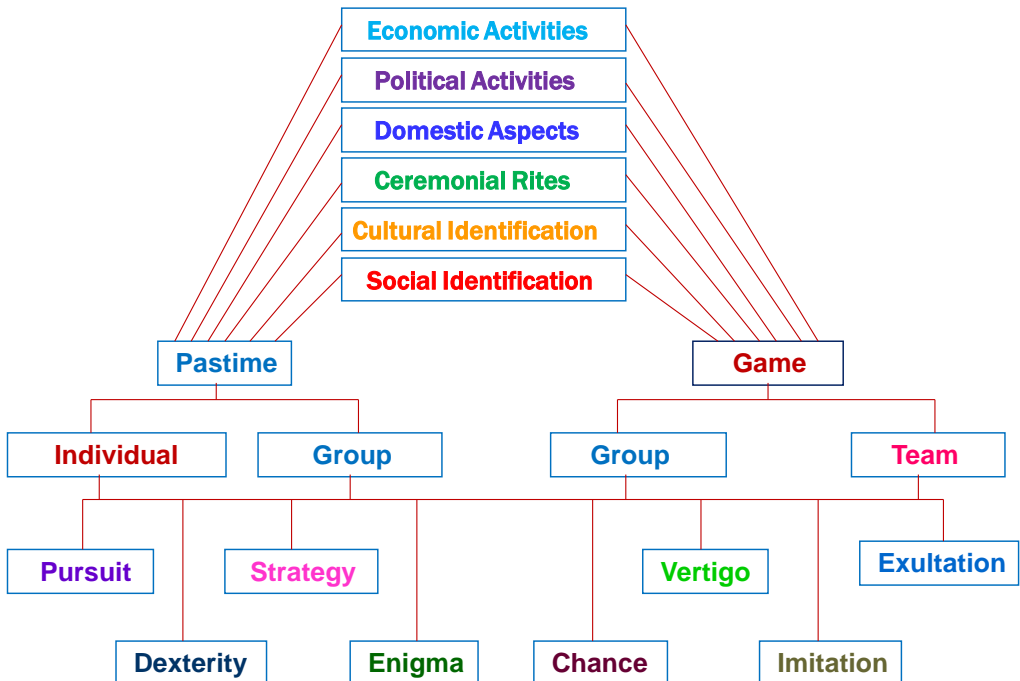 Economic Activities
Political Activities
Domestic Aspects
Ceremonial Rites
Cultural Identification
Social Identification
Pastime
Game
Individual
Group
Group
Team
Pursuit
Strategy
Vertigo
Exultation
Dexterity
Enigma
Chance
Imitation